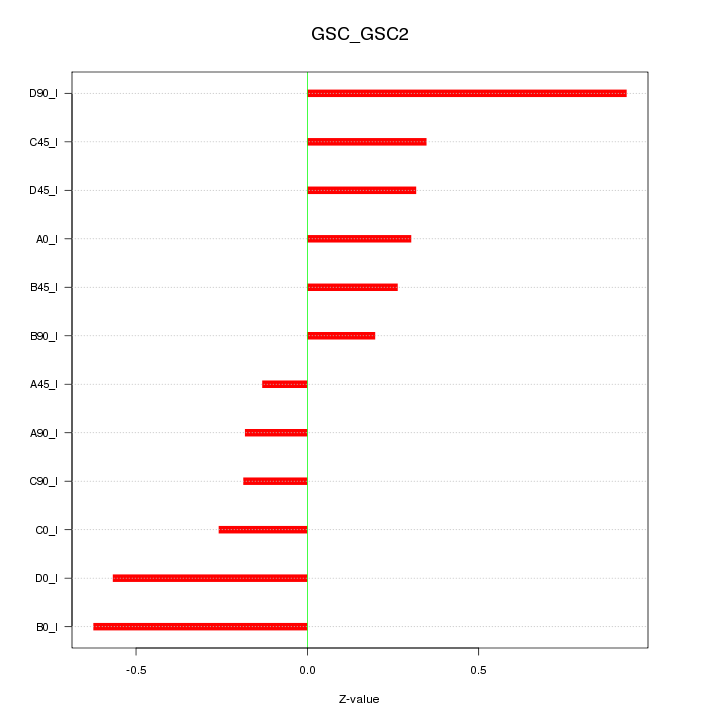 GSC_GSC2
D90_I
C45_I
D45_I
A0_I
B45_I
B90_I
A45_I
A90_I
C90_I
C0_I
D0_I
B0_I
-0.5 0.0 0.5
Z-value